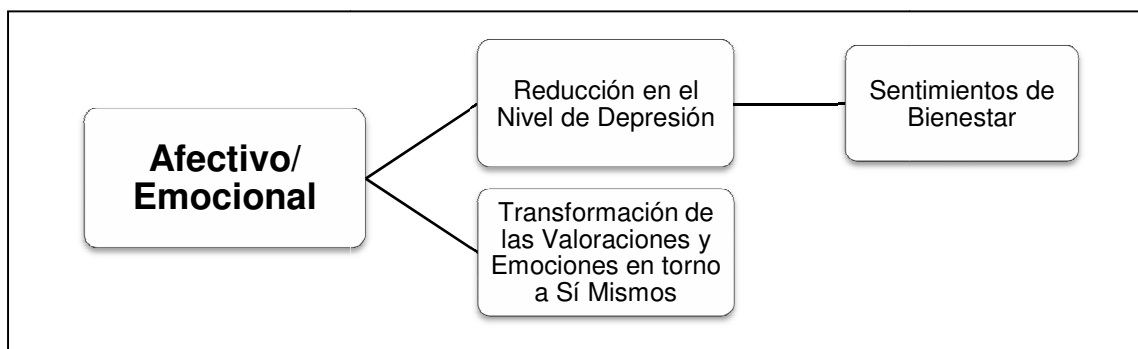 Afectivo/
Emocional
Reducción en el
Nivel de Depresión
Sentimientos de
Bienestar
Transformación de
las Valoraciones y
Emociones en torno
a Sí Mismos